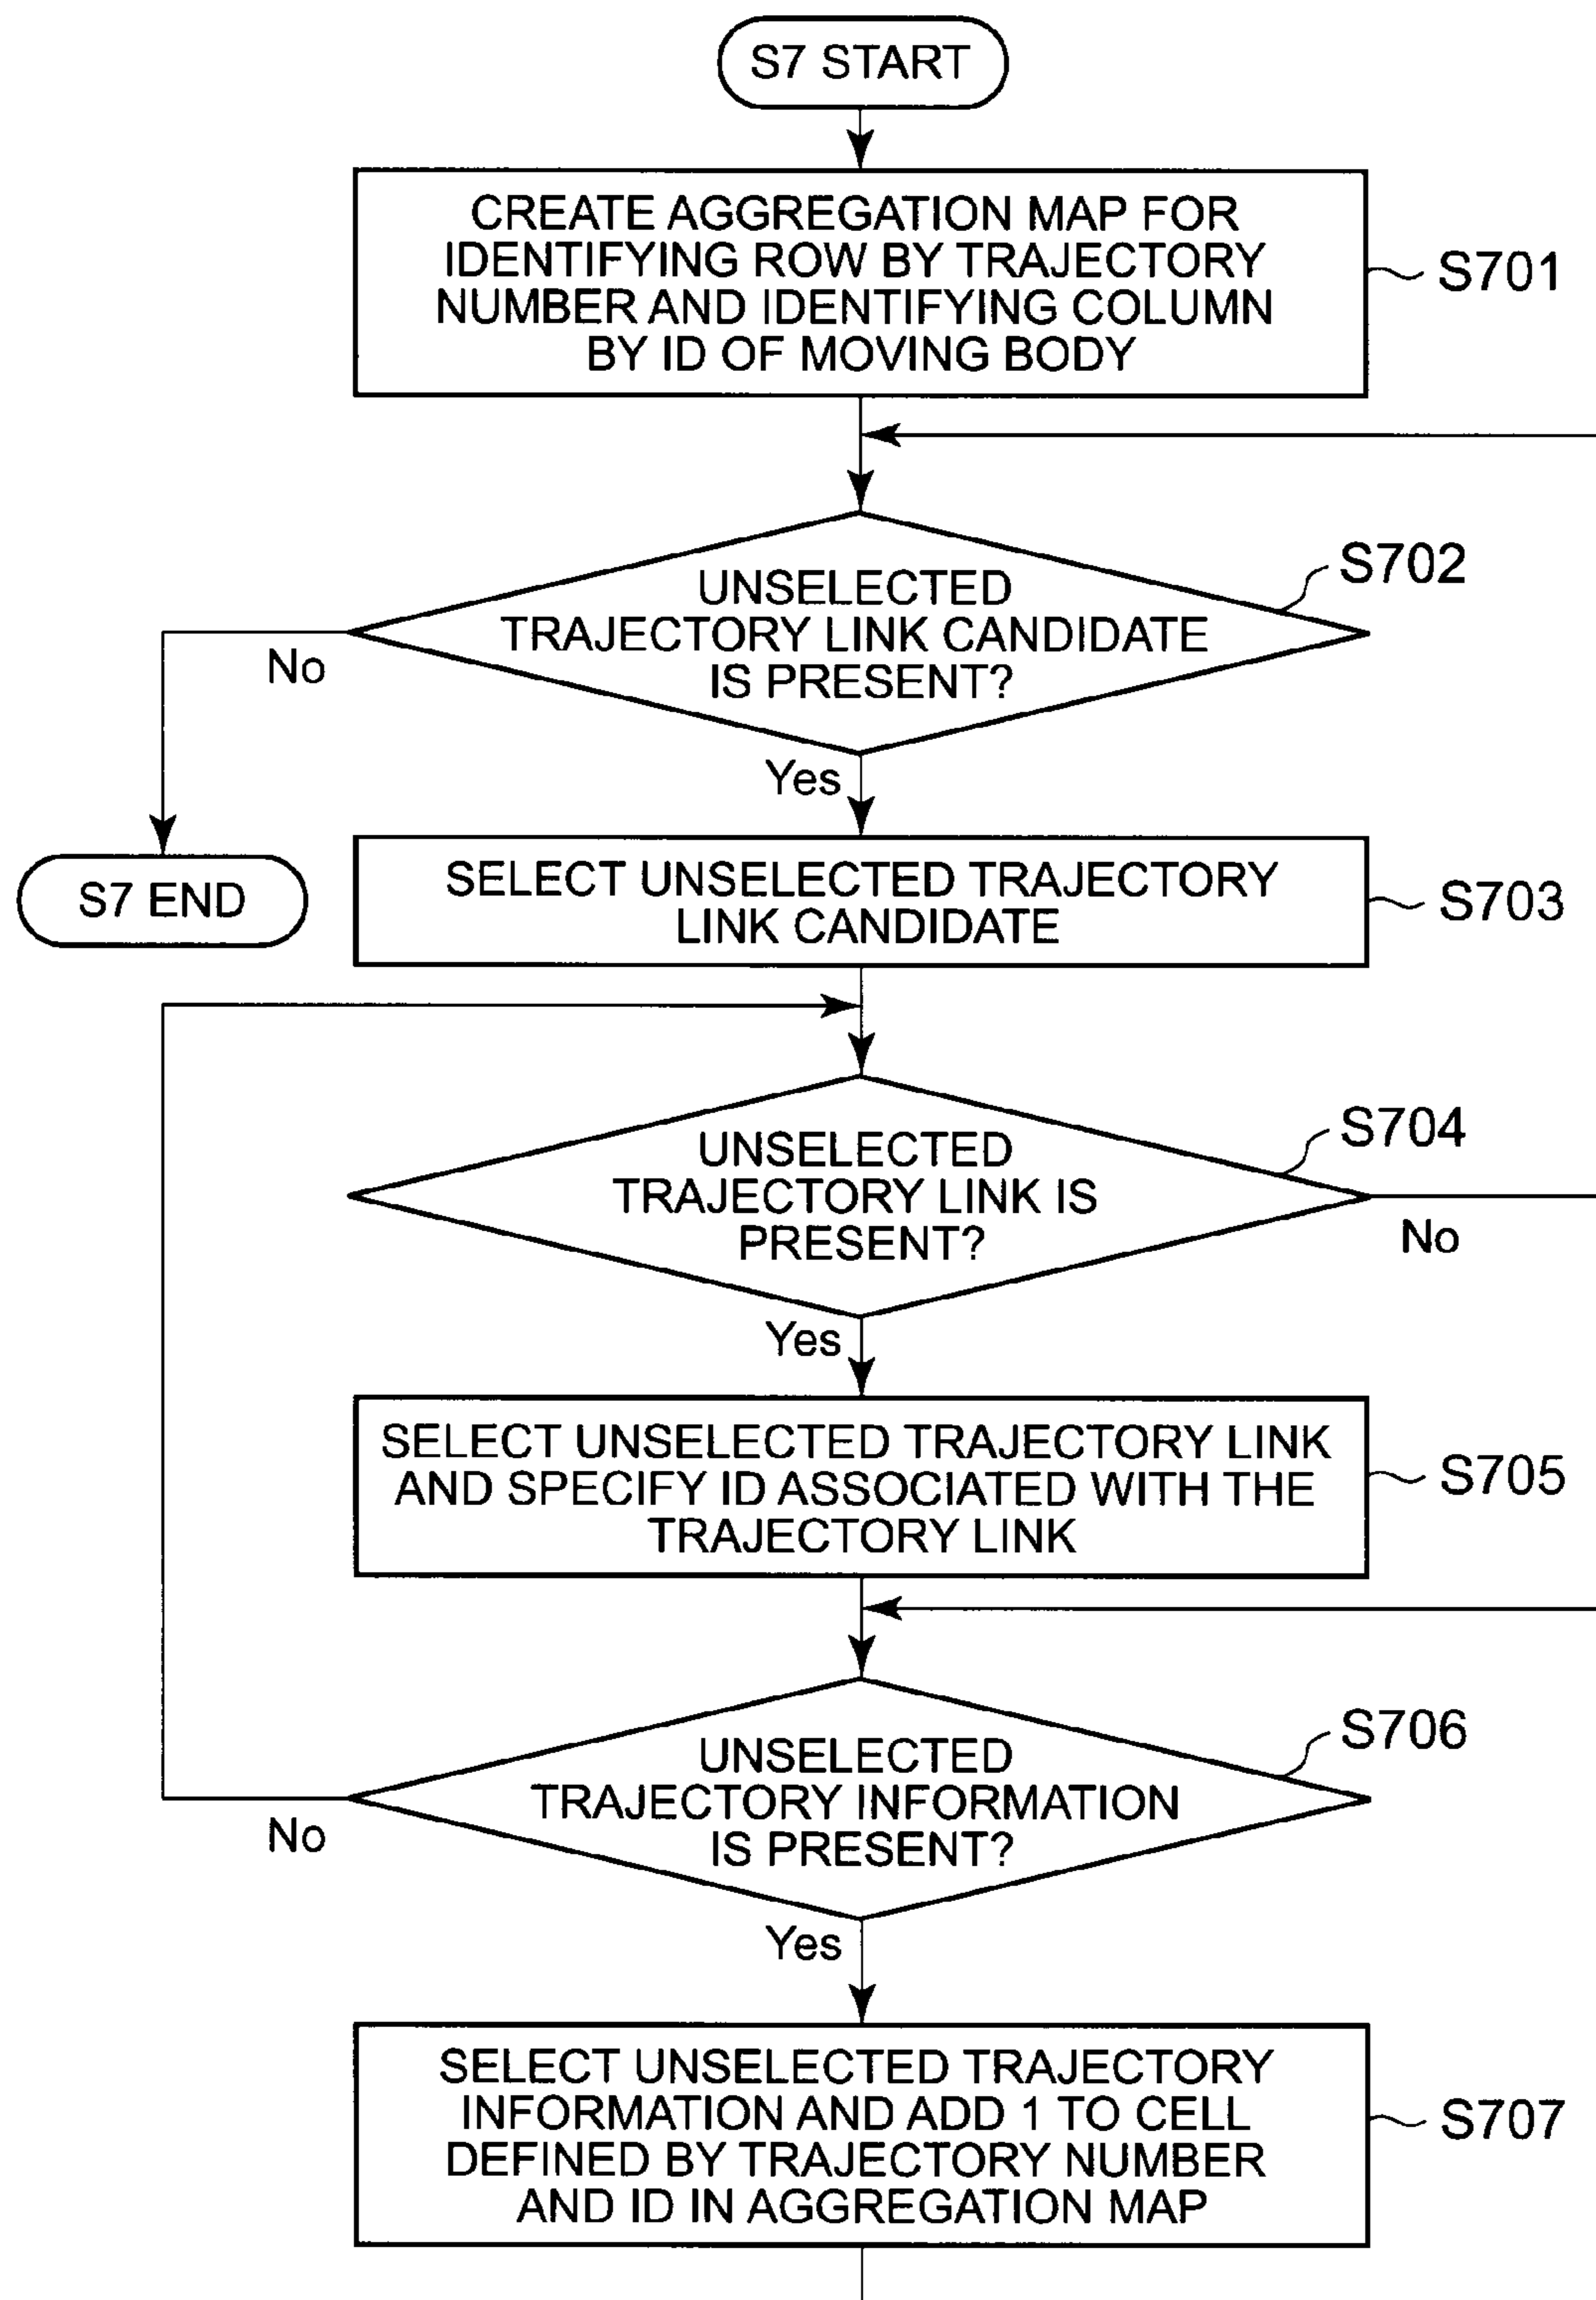 S7 START
CREATE AGGREGATION MAP FOR
IDENTIFYING ROW BY TRAJECTORY
NUMBER AND IDENTIFYING COLUMN
BY ID OF MOVING BODY
S701
S702
UNSELECTED
TRAJECTORY LINK CANDIDATE
IS PRESENT?
No
Yes
S7 END
SELECT UNSELECTED TRAJECTORY
LINK CANDIDATE
S703
S704
UNSELECTED
TRAJECTORY LINK IS
PRESENT?
No
Yes
SELECT UNSELECTED TRAJECTORY LINK
AND SPECIFY ID ASSOCIATED WITH THE
TRAJECTORY LINK
S705
S706
UNSELECTED
TRAJECTORY INFORMATION
IS PRESENT?
No
Yes
SELECT UNSELECTED TRAJECTORY
INFORMATION AND ADD 1 TO CELL
DEFINED BY TRAJECTORY NUMBER
AND ID IN AGGREGATION MAP
S707